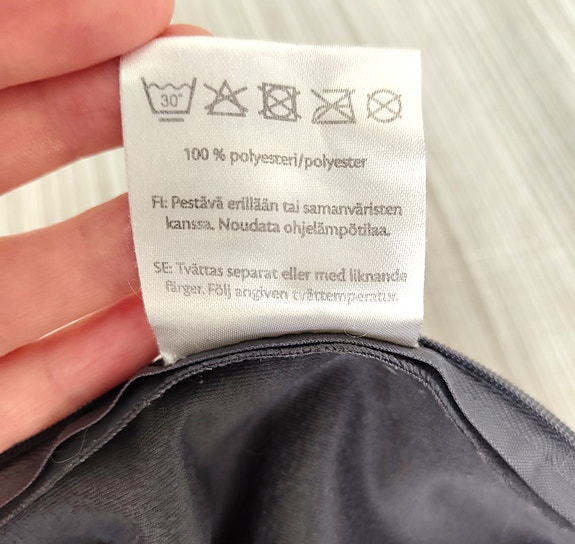 30°
100 % polyesteri/polyester
FI: Pestävä erillään tai samanväristen
kanssa. Noudata ohjelämpötilaa.
SE: Tvättas separat eller med liknande
färger. Följ angiven tvättemperatur.